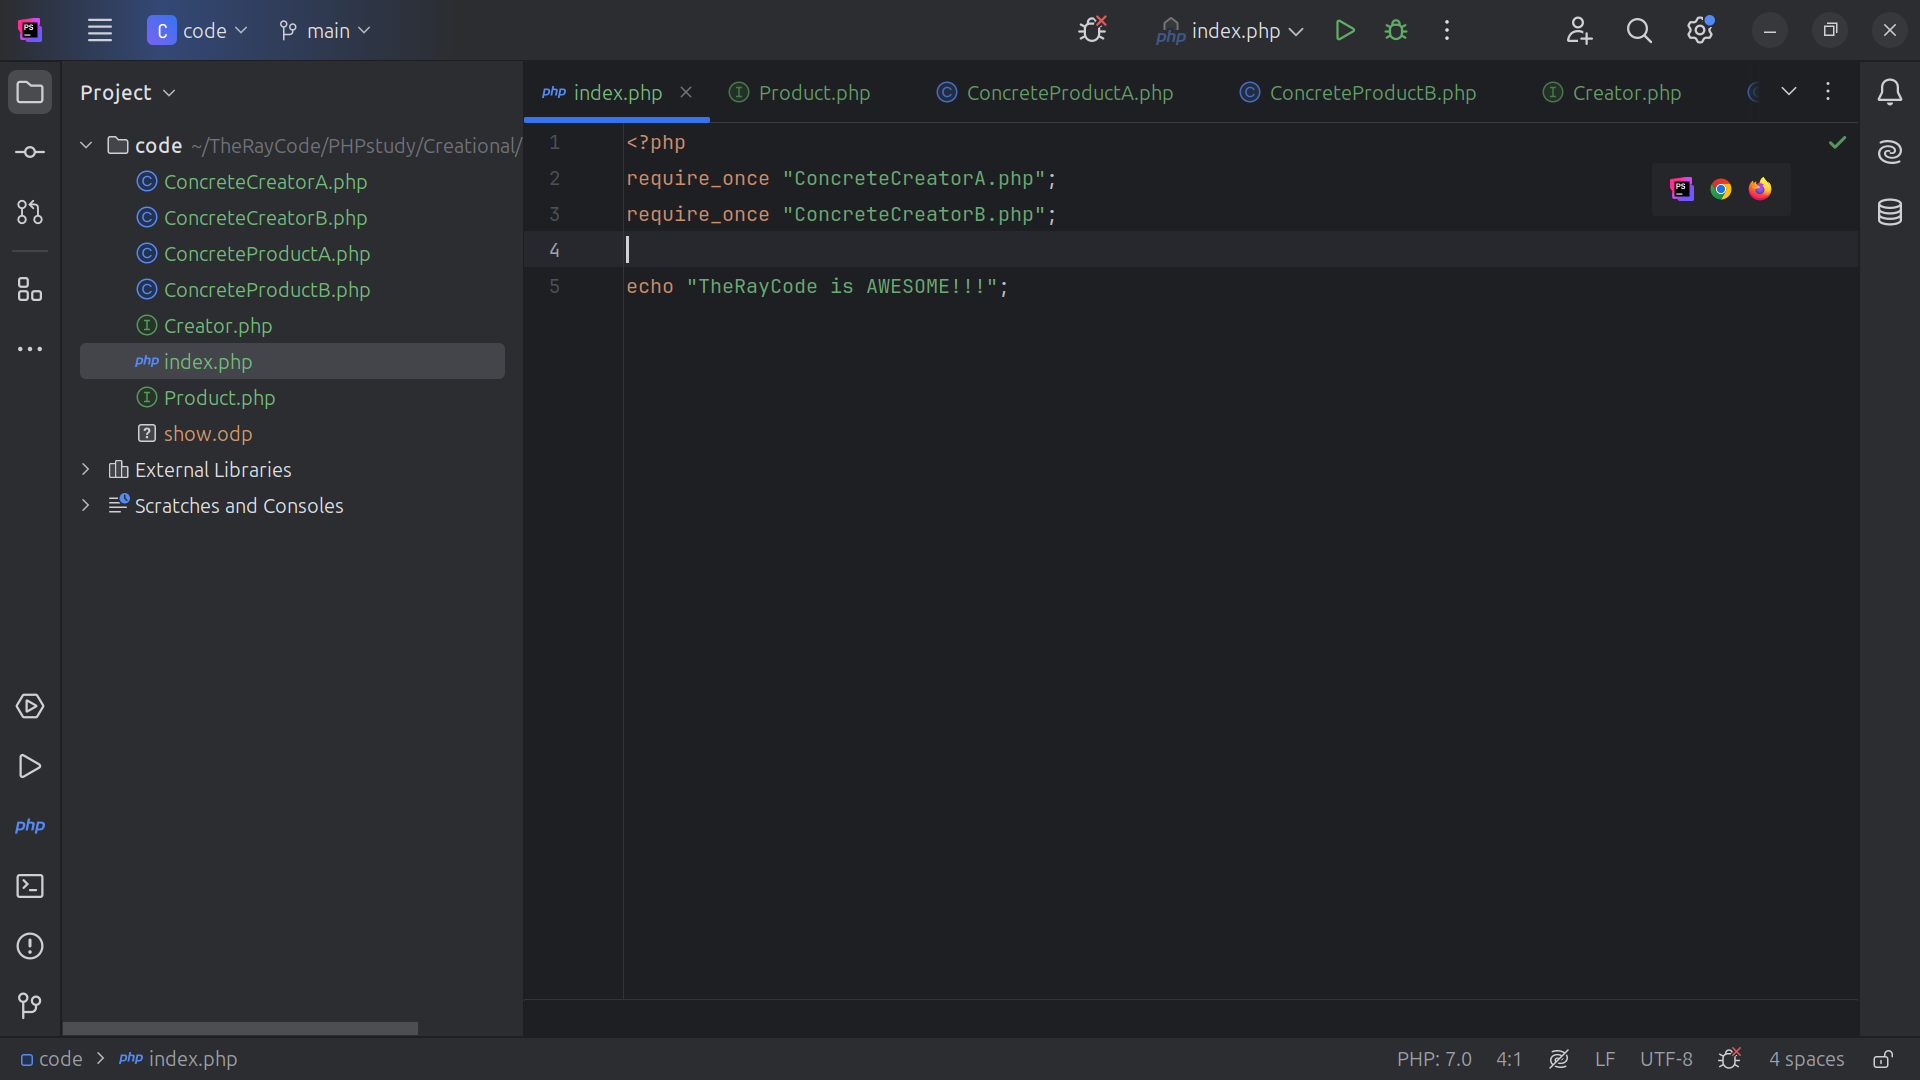 code
main
index.php
Project
index.php
Product.php
ConcreteProductA.php
ConcreteProductB.php
Creator.php
code ~/TheRayCode/PHPstudy/Creational/
ConcreteCreatorA.php
ConcreteCreatorB.php
ConcreteProductA.php
ConcreteProductB.php
Creator.php
index.php
Product.php
show.odp
External Libraries
Scratches and Consoles
1 <?php
2 require_once "ConcreteCreatorA.php";
3 require_once "ConcreteCreatorB.php";
4
5 echo "TheRayCode is AWESOME!!!";
code > php index.php
PHP: 7.0 4:1 LF UTF-8 4 spaces